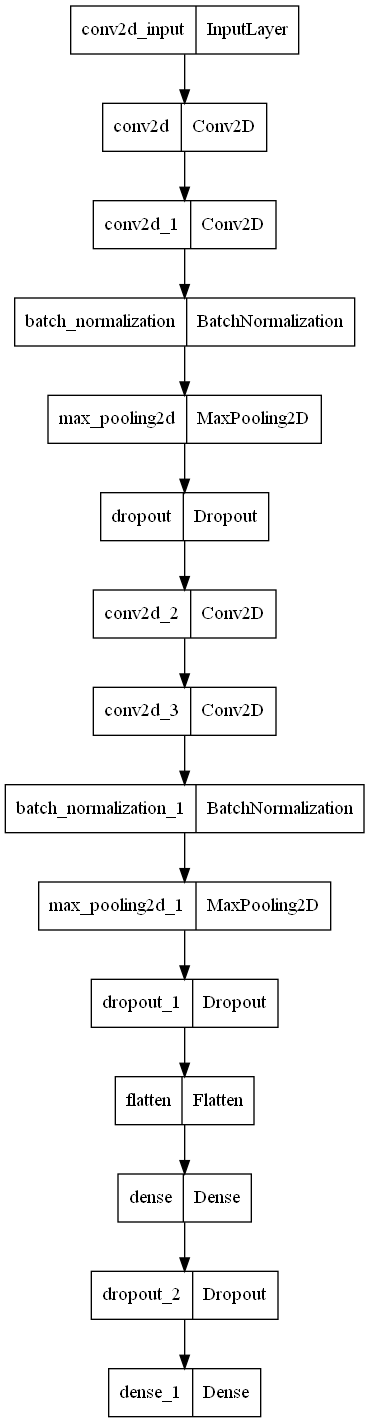 conv2d_input InputLayer
conv2d Conv2D
conv2d_1 Conv2D
batch_normalization BatchNormalization
max_pooling2d MaxPooling2D
dropout Dropout
conv2d_2 Conv2D
conv2d_3 Conv2D
batch_normalization_1 BatchNormalization
max_pooling2d_1 MaxPooling2D
dropout_1 Dropout
flatten Flatten
dense Dense
dropout_2 Dropout
dense_1 Dense